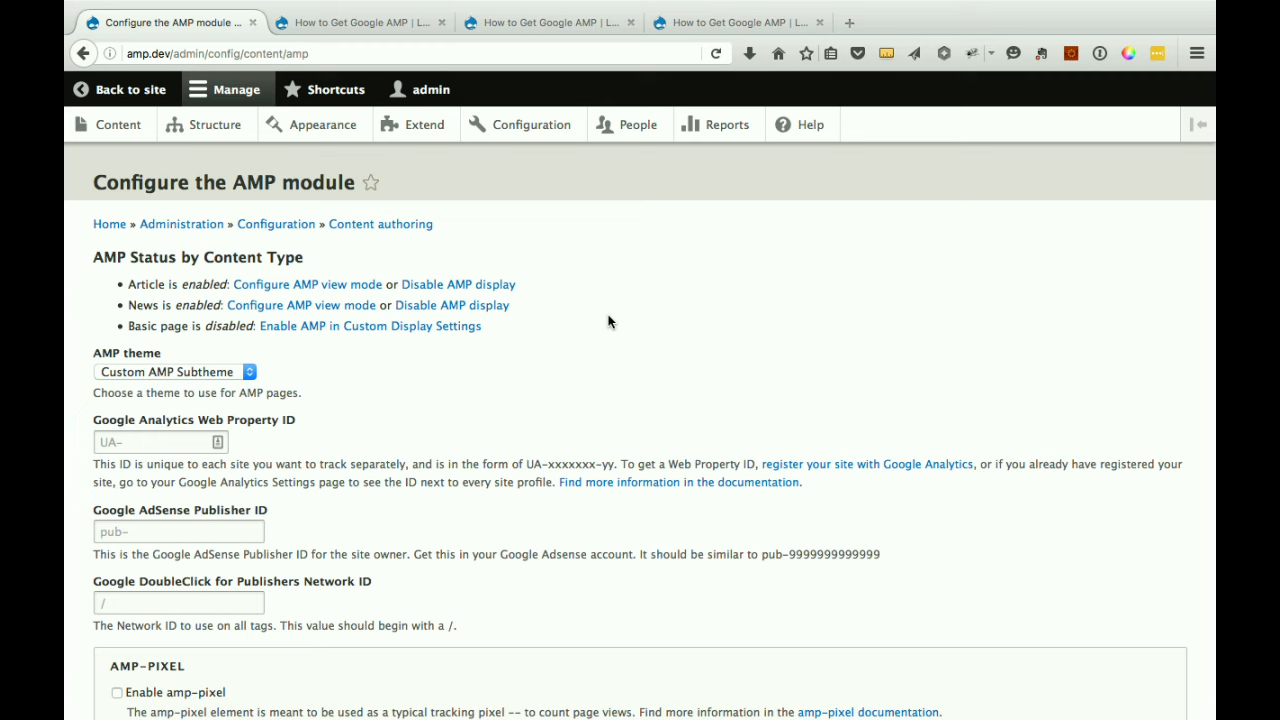 Configure the AMP module ...
How to Get Google AMP | L...
How to Get Google AMP | L...
How to Get Google AMP | L...
amp.dev/admin/config/content/amp
Back to site
Manage
Shortcuts
admin
Content
Structure
Appearance
Extend
Configuration
People
Reports
Help
Configure the AMP module
Home » Administration » Configuration » Content authoring
AMP Status by Content Type
• Article is enabled: Configure AMP view mode or Disable AMP display
• News is enabled: Configure AMP view mode or Disable AMP display
• Basic page is disabled: Enable AMP in Custom Display Settings
AMP theme
Custom AMP Subtheme
Choose a theme to use for AMP pages.
Google Analytics Web Property ID
UA-
This ID is unique to each site you want to track separately, and is in the form of UA-xxxxxxx-yy. To get a Web Property ID, register your site with Google Analytics, or if you already have registered your
site, go to your Google Analytics Settings page to see the ID next to every site profile. Find more information in the documentation.
Google AdSense Publisher ID
pub-
This is the Google AdSense Publisher ID for the site owner. Get this in your Google Adsense account. It should be similar to pub-9999999999999
Google DoubleClick for Publishers Network ID
/
The Network ID to use on all tags. This value should begin with a /.
AMP-PIXEL
Enable amp-pixel
The amp-pixel element is meant to be used as a typical tracking pixel -- to count page views. Find more information in the amp-pixel documentation.